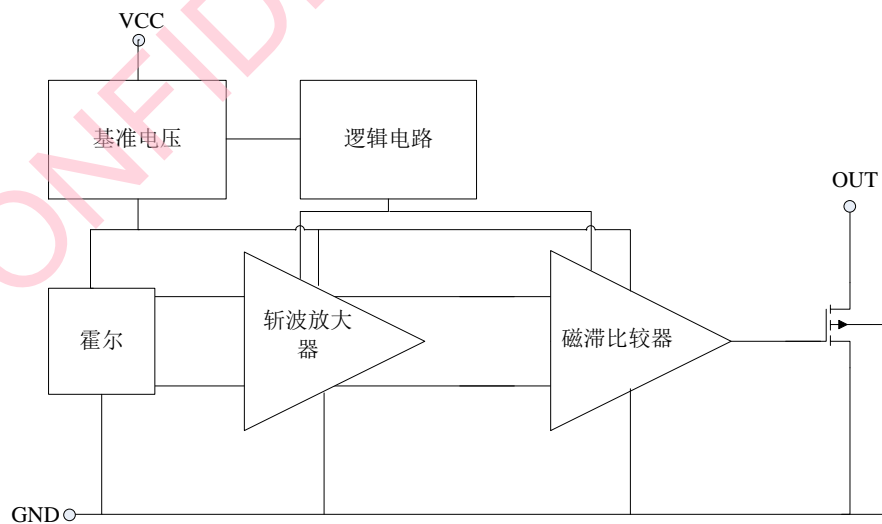 VCC
基准电压
逻辑电路
OUT
霍尔
斩波放大
器
磁滞比较器
GND
ONFIDE